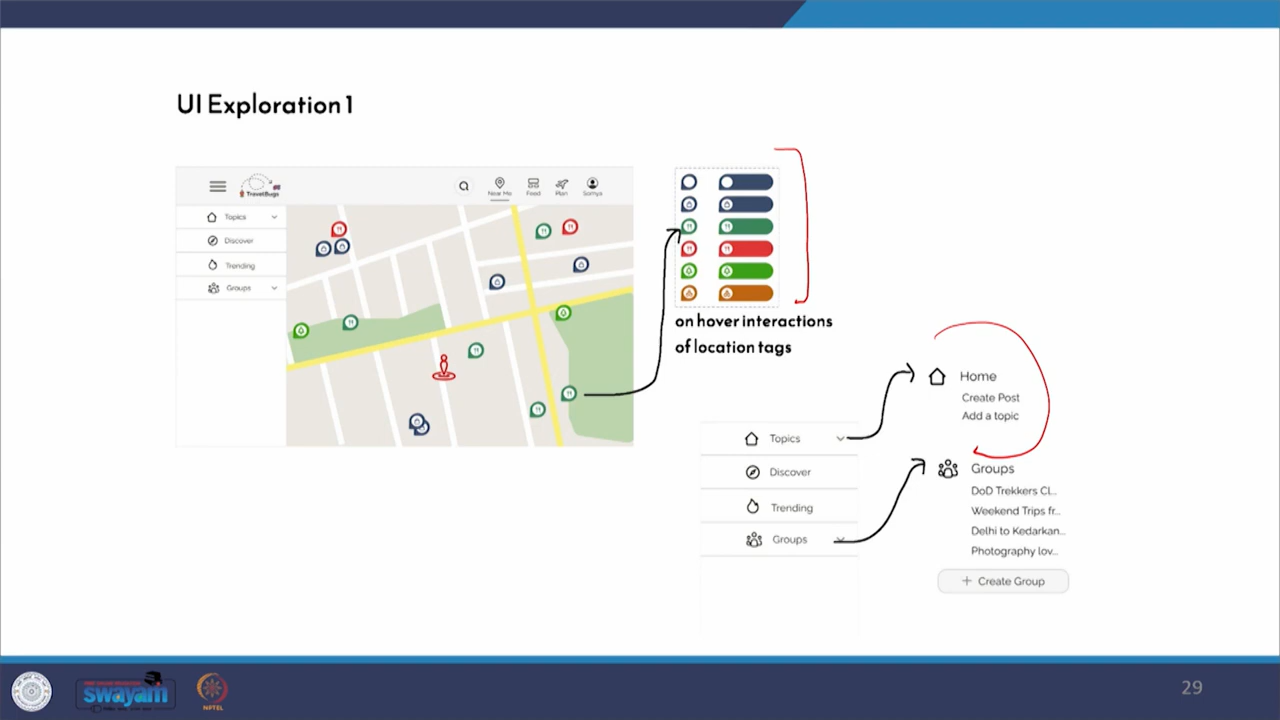 UI Exploration 1
TravelBugs
Near Me
Feed
Plan
Somya
Topics
Discover
Trending
Groups
on hover interactions
of location tags
Home
Create Post
Add a topic
Topics
Discover
Trending
Groups
Groups
DoD Trekkers Cl...
Weekend Trips fr...
Delhi to Kedarkan...
Photography lov...
+ Create Group
swayam
NPTEL
29